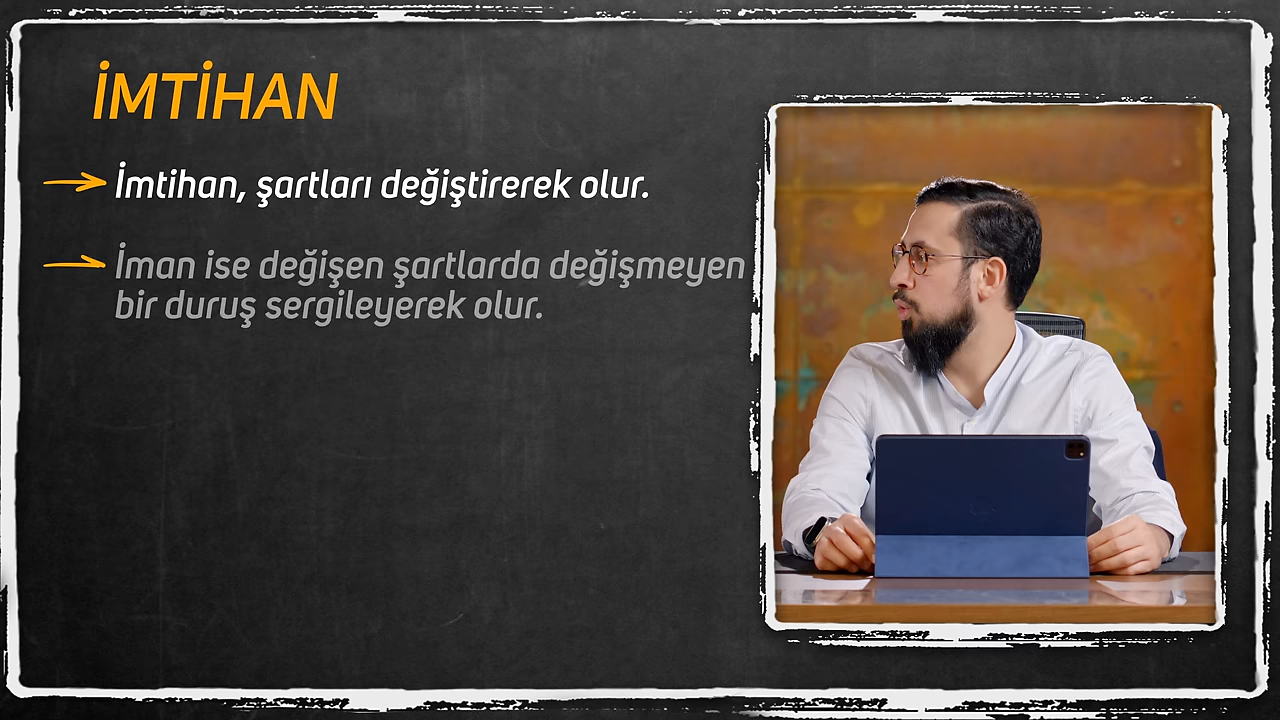 İMTİHAN
İmtihan, şartları değiştirerek olur.
İman ise değişen şartlarda değişmeyen
bir duruş sergileyerek olur.